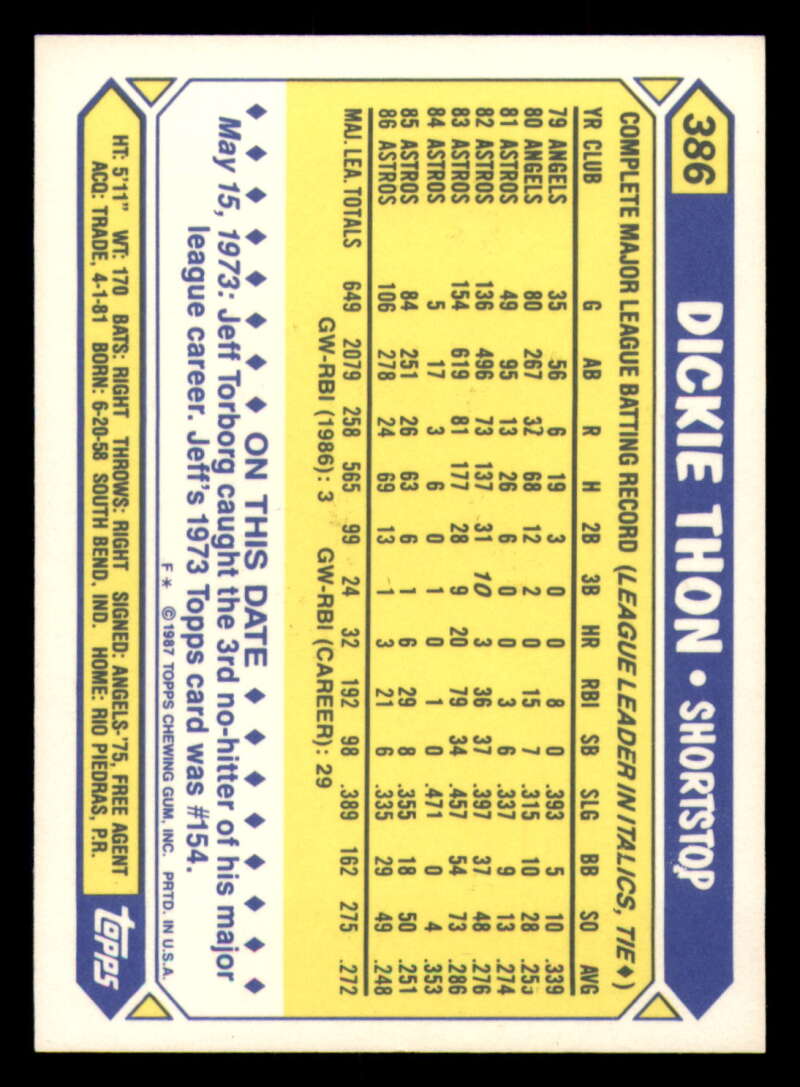 386 DICKIE THON • SHORTSTOP
COMPLETE MAJOR LEAGUE BATTING RECORD (LEAGUE LEADER IN ITALICS, TIE ♦)
YR CLUB G AB R H 2B 3B HR RBI SB SLG BB SO AVG
79 ANGELS 35 56 6 19 3 0 0 8 0 .393 5 10 .339
80 ANGELS 80 267 32 68 12 2 0 15 7 .315 10 28 .255
81 ASTROS 49 95 13 26 6 0 0 3 6 .337 9 13 .274
82 ASTROS 136 496 73 137 31 10 3 36 37 .397 37 48 .276
83 ASTROS 154 619 81 177 28 9 20 79 34 .457 54 73 .286
84 ASTROS 5 17 3 6 0 1 0 1 0 .471 0 4 .353
85 ASTROS 84 251 26 63 6 1 6 29 8 .355 18 50 .251
86 ASTROS 106 278 24 69 13 1 3 21 6 .335 29 49 .248
MAJ. LEA. TOTALS 649 2079 258 565 99 24 32 192 98 .389 162 275 .272
GW-RBI (1986): 3 GW-RBI (CAREER): 29
♦ ♦ ♦ ♦ ♦ ♦ ♦ ♦ ON THIS DATE ♦ ♦ ♦ ♦ ♦ ♦ ♦ ♦
May 15, 1973: Jeff Torborg caught the 3rd no-hitter of his major
league career. Jeff's 1973 Topps card was #154.
F* ©1987 TOPPS CHEWING GUM, INC. PRTD. IN U.S.A.
HT: 5'11" WT: 170 BATS: RIGHT THROWS: RIGHT SIGNED: ANGELS-'75, FREE AGENT
ACQ: TRADE, 4-1-81 BORN: 6-20-58 SOUTH BEND, IND. HOME: RIO PIEDRAS, P.R.
topps